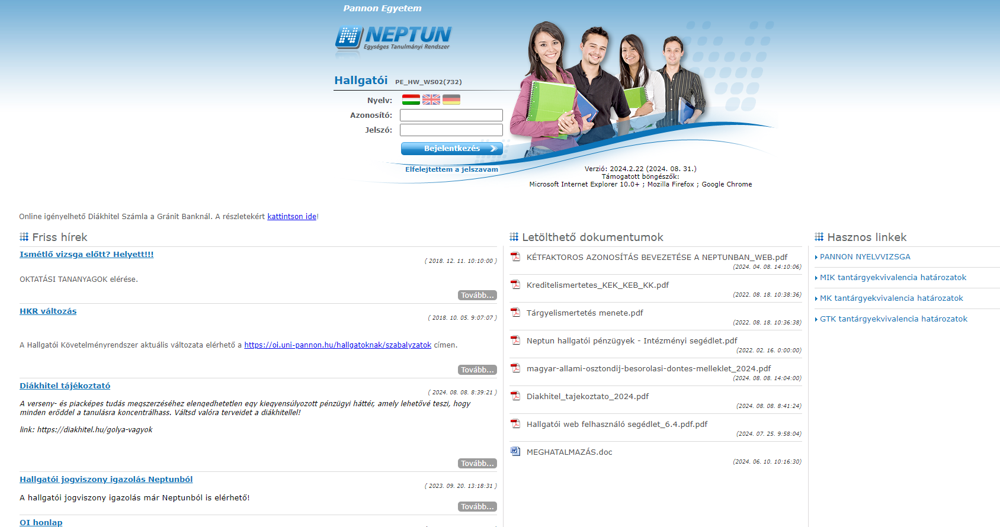 Pannon Egyetem
NEPTUN
Egységes Tanulmányi Rendszer
Hallgatói PE_HW_WS02(732)
Nyelv:
Azonosító:
Jelszó:
Bejelentkezés
Elfelejtettem a jelszavam
Verzió: 2024.2.22 (2024. 08. 31.)
Támogatott böngészők:
Microsoft Internet Explorer 10.0+ ; Mozilla Firefox ; Google Chrome
Online igényelhető Diákhitel Számla a Gránit Banknál. A részletekért kattintson ide!
Friss hírek
Ismétlő vizsga előtt? Helyett!!!
( 2018. 12. 11. 10:10:00 )
OKTATÁSI TANANYAGOK elérése.
Tovább...
HKR változás
( 2018. 10. 05. 9:07:07 )
A Hallgatói Követelményrendszer aktuális változata elérhető a https://oi.uni-pannon.hu/hallgatoknak/szabalyzatok címen.
Tovább...
Diákhitel tájékoztató
( 2024. 08. 08. 8:39:21 )
A verseny- és piacképes tudás megszerzéséhez elengedhetetlen egy kiegyensúlyozott pénzügyi háttér, amely lehetővé teszi, hogy
minden erőddel a tanulásra koncentrálhass. Váltsd valóra terveidet a diákhitellel!
link: https://diakhitel.hu/golya-vagyok
Tovább...
Hallgatói jogviszony igazolás Neptunból
( 2023. 09. 20. 13:18:31 )
A hallgatói jogviszony igazolás már Neptunból is elérhető!
Tovább...
OI honlap
Letölthető dokumentumok
KÉTFAKTOROS AZONOSÍTÁS BEVEZETÉSE A NEPTUNBAN_WEB.pdf
(2024. 04. 08. 14:10:06)
Kreditelismertetes_KEK_KEB_KK.pdf
(2022. 08. 18. 10:38:36)
Tárgyelismertetés menete.pdf
(2022. 08. 18. 10:36:38)
Neptun hallgatói pénzügyek - Intézményi segédlet.pdf
(2022. 02. 16. 0:00:00)
magyar-allami-osztondij-besorolasi-dontes-melleklet_2024.pdf
(2024. 08. 08. 14:04:00)
Diakhitel_tajekoztato_2024.pdf
(2024. 08. 08. 8:41:24)
Hallgatói web felhasználó segédlet_6.4.pdf.pdf
(2024. 07. 25. 9:58:04)
MEGHATALMAZÁS.doc
(2024. 06. 10. 10:16:30)
Hasznos linkek
PANNON NYELVVIZSGA
MIK tantárgyekvivalencia határozatok
MK tantárgyekvivalencia határozatok
GTK tantárgyekvivalencia határozatok